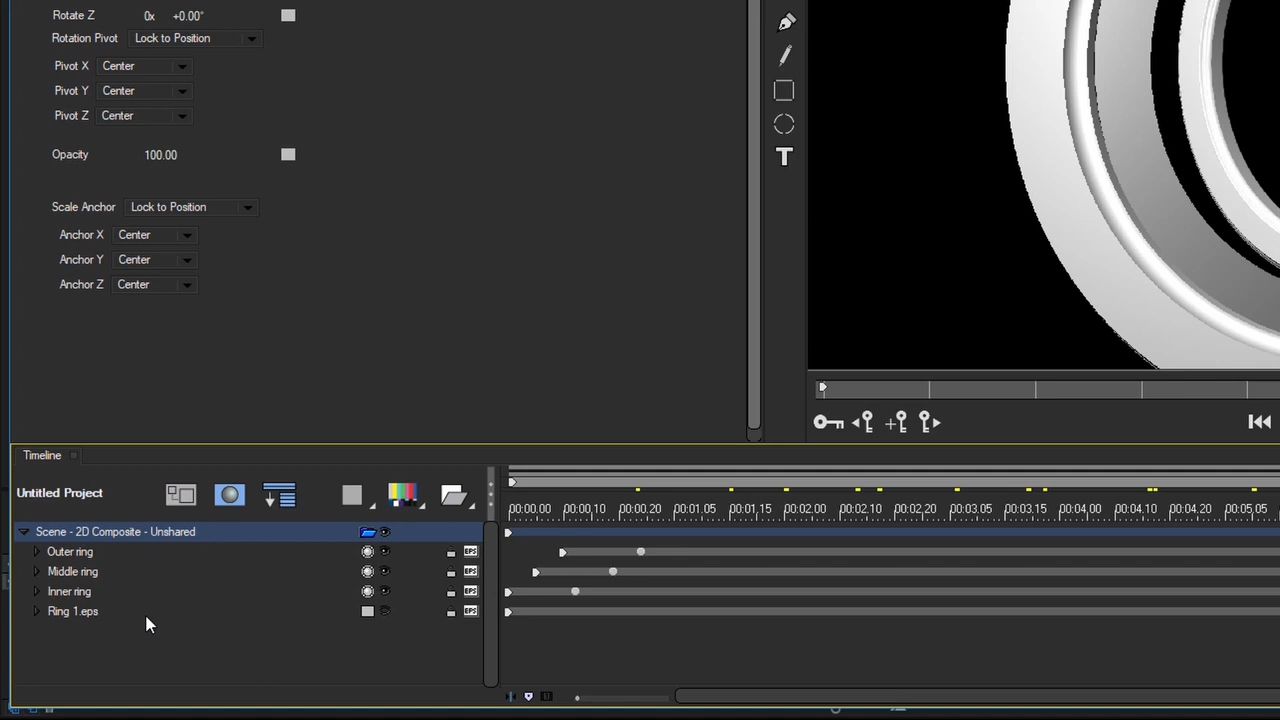 Rotate Z 0x +0.00°
Rotation Pivot Lock to Position
Pivot X Center
Pivot Y Center
Pivot Z Center
Opacity 100.00
Scale Anchor Lock to Position
Anchor X Center
Anchor Y Center
Anchor Z Center
T
Timeline
Untitled Project
00:00.00 00:00.10 00:00.20 00:01.05 00:01.15 00:02.00 00:02.10 00:02.20 00:03.05 00:03.15 00:04.00 00:04.10 00:04.20 00:05.05
Scene - 2D Composite - Unshared
Outer ring EPS
Middle ring EPS
Inner ring EPS
Ring 1.eps EPS